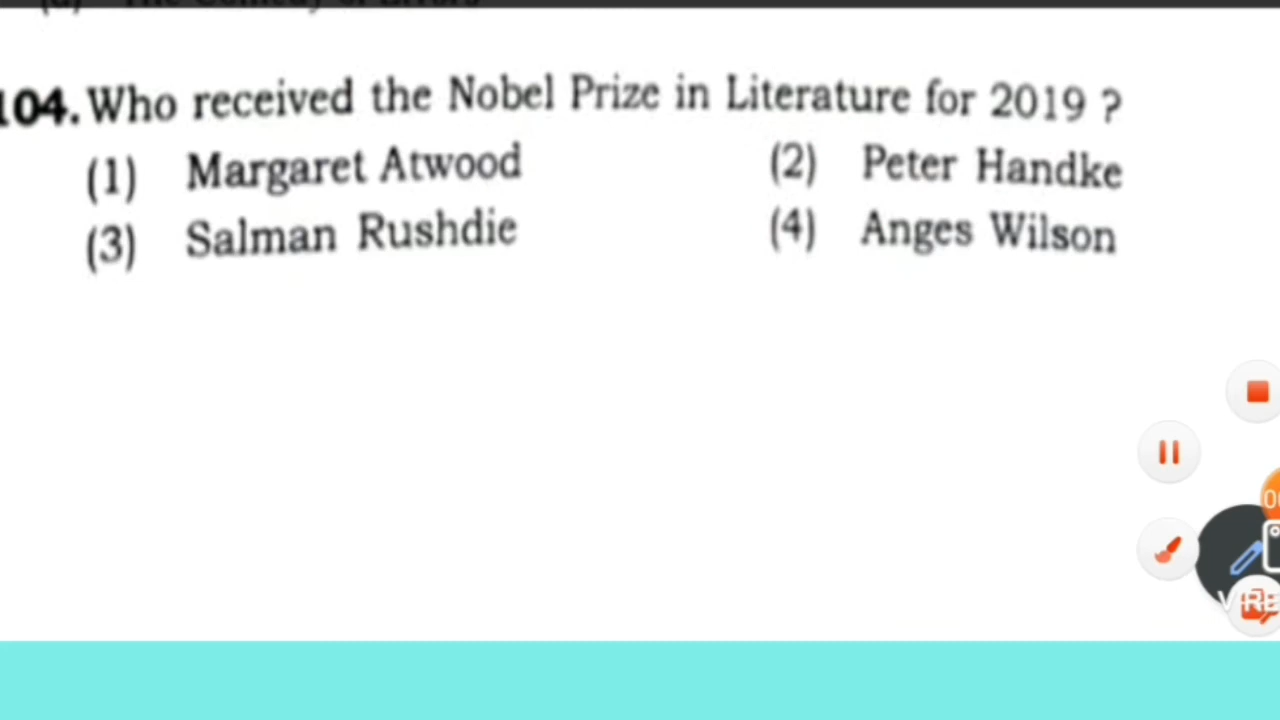 104. Who received the Nobel Prize in Literature for 2019 ?
(1) Margaret Atwood (2) Peter Handke
(3) Salman Rushdie (4) Anges Wilson